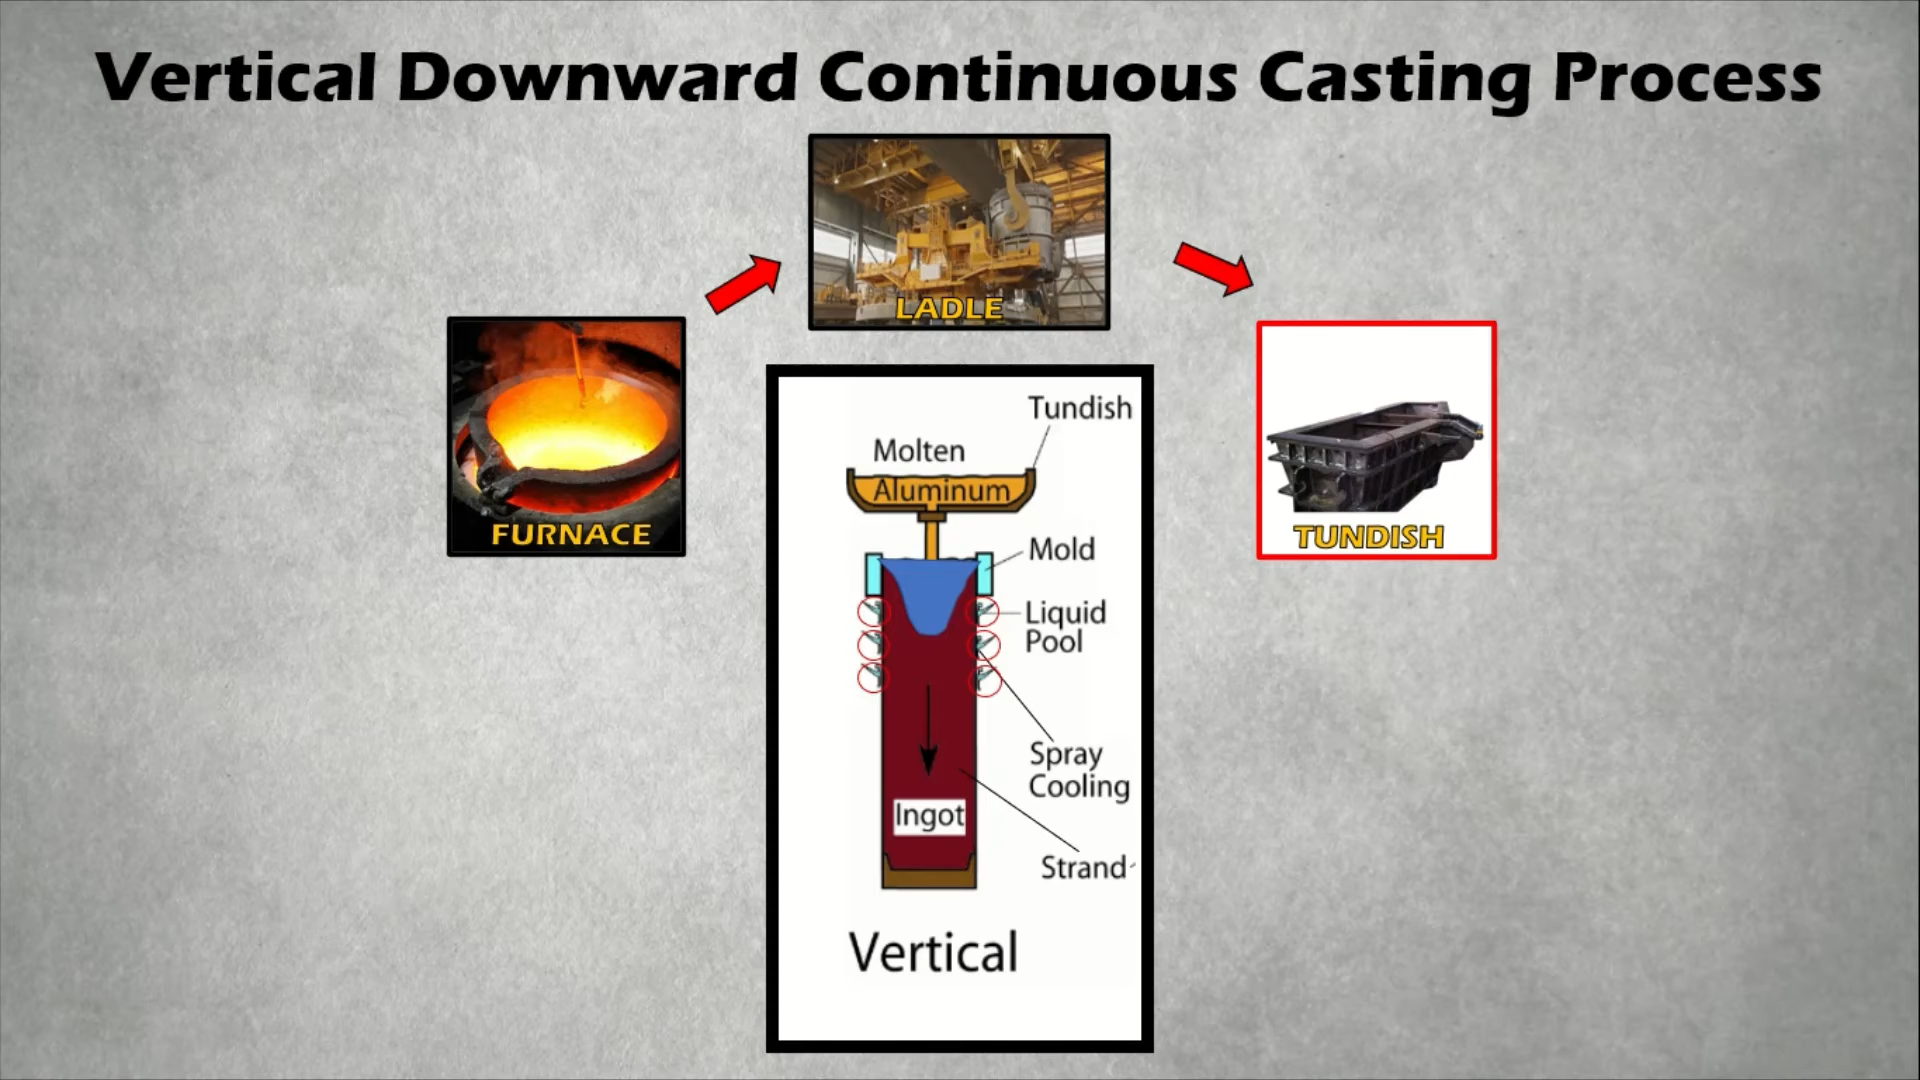 Vertical Downward Continuous Casting Process
LADLE
FURNACE
TUNDISH
Tundish
Molten
Aluminum
Mold
Liquid
Pool
Spray
Cooling
Ingot
Strand
Vertical